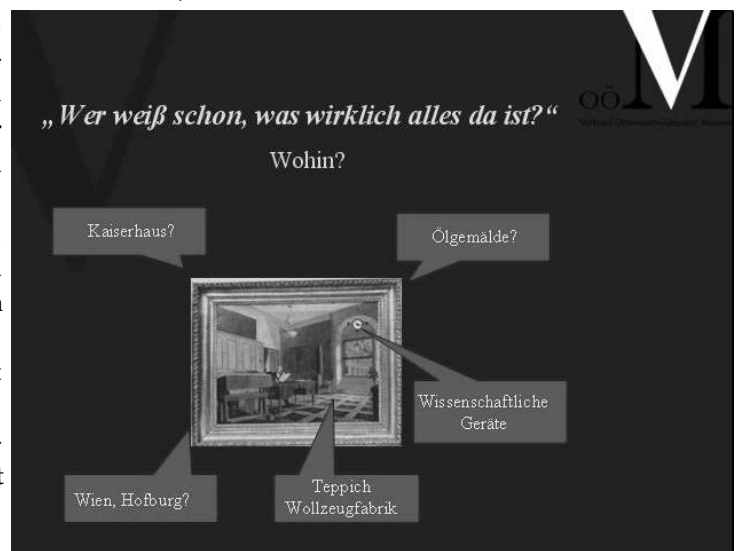 „Wer weiß schon, was wirklich alles da ist?“
OÖ M
Wohin?
Kaiserhaus?
Ölgemälde?
Wissenschaftliche
Geräte
Teppich
Wollzeugfabrik
Wien, Hofburg?